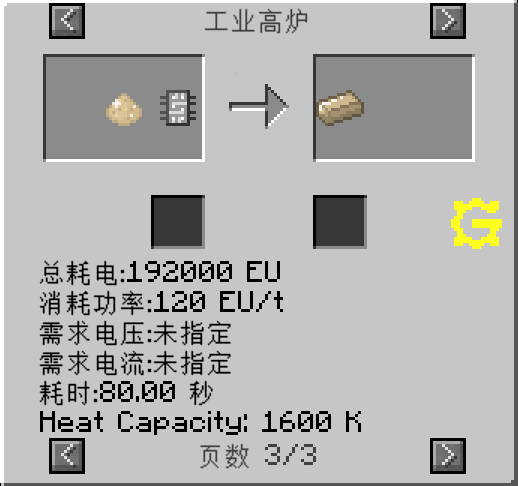 工业高炉
总耗电:192000 EU
消耗功率:120 EU/t
需求电压:未指定
需求电流:未指定
耗时:80.00 秒
Heat Capacity: 1600 K
页数 3/3